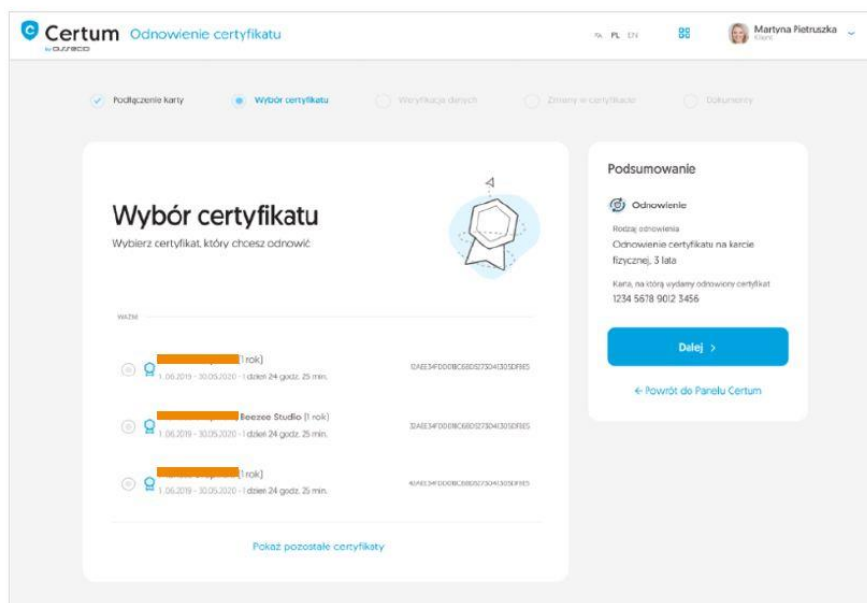 Certum Odnowienie certyfikatu
by asseco
PL EN
Martyna Pietruszka
Klient
Podłączenie karty
Wybór certyfikatu
Weryfikacja danych
Zmiany w certyfikacie
Dokumenty
Wybór certyfikatu
Wybierz certyfikat, który chcesz odnowić
WAŻNE
(1 rok)
1.06.2019 - 30.05.2020 - 1 dzień 24 godz. 25 min.
Beezee Studio (1 rok)
1.06.2019 - 30.05.2020 - 1 dzień 24 godz. 25 min.
(1 rok)
1.06.2019 - 30.05.2020 - 1 dzień 24 godz. 25 min.
Pokaż pozostałe certyfikaty
Podsumowanie
Odnowienie
Rodzaj odnowienia
Odnowienie certyfikatu na karcie
fizycznej, 3 lata
Karta, na którą wydamy odnowiony certyfikat
1234 5678 9012 3456
Dalej >
← Powrót do Panelu Certum